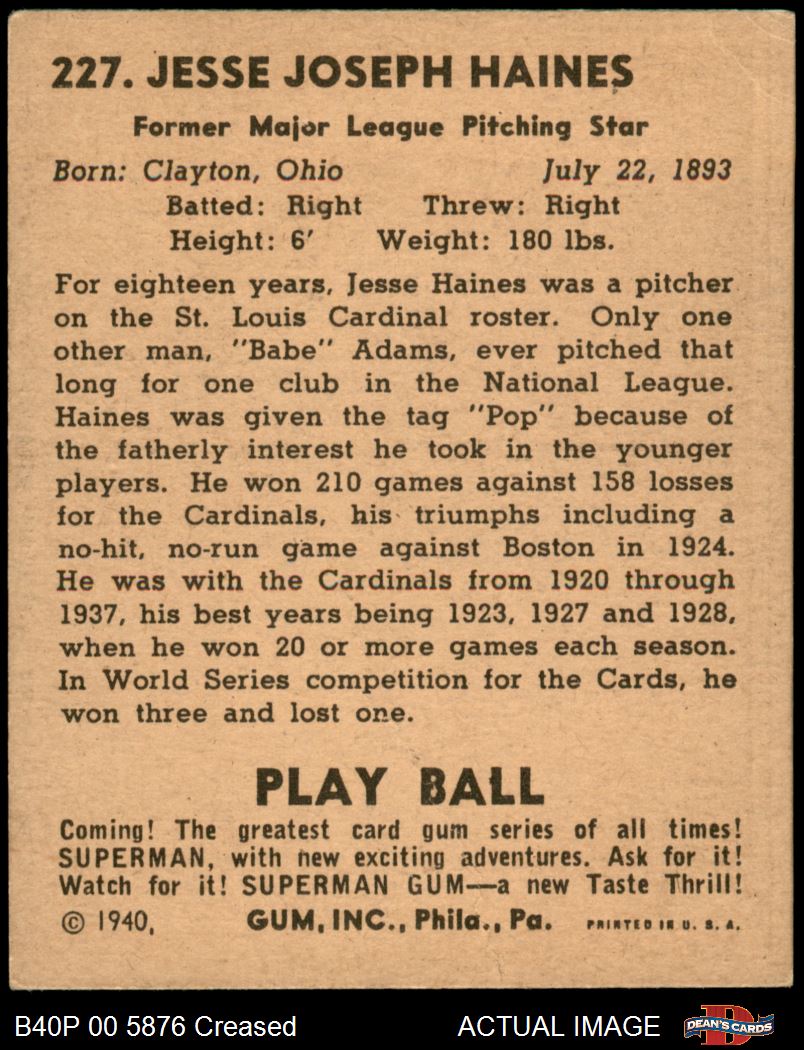 227. JESSE JOSEPH HAINES
Former Major League Pitching Star
Born: Clayton, Ohio July 22, 1893
Batted: Right Threw: Right
Height: 6' Weight: 180 lbs.
For eighteen years, Jesse Haines was a pitcher
on the St. Louis Cardinal roster. Only one
other man, "Babe" Adams, ever pitched that
long for one club in the National League.
Haines was given the tag "Pop" because of
the fatherly interest he took in the younger
players. He won 210 games against 158 losses
for the Cardinals, his triumphs including a
no-hit, no-run game against Boston in 1924.
He was with the Cardinals from 1920 through
1937, his best years being 1923, 1927 and 1928,
when he won 20 or more games each season.
In World Series competition for the Cards, he
won three and lost one.
PLAY BALL
Coming! The greatest card gum series of all times!
SUPERMAN, with new exciting adventures. Ask for it!
Watch for it! SUPERMAN GUM—a new Taste Thrill!
© 1940, GUM, INC., Phila., Pa. PRINTED IN U. S. A.
B40P 00 5876 Creased ACTUAL IMAGE D DEAN'S CARDS